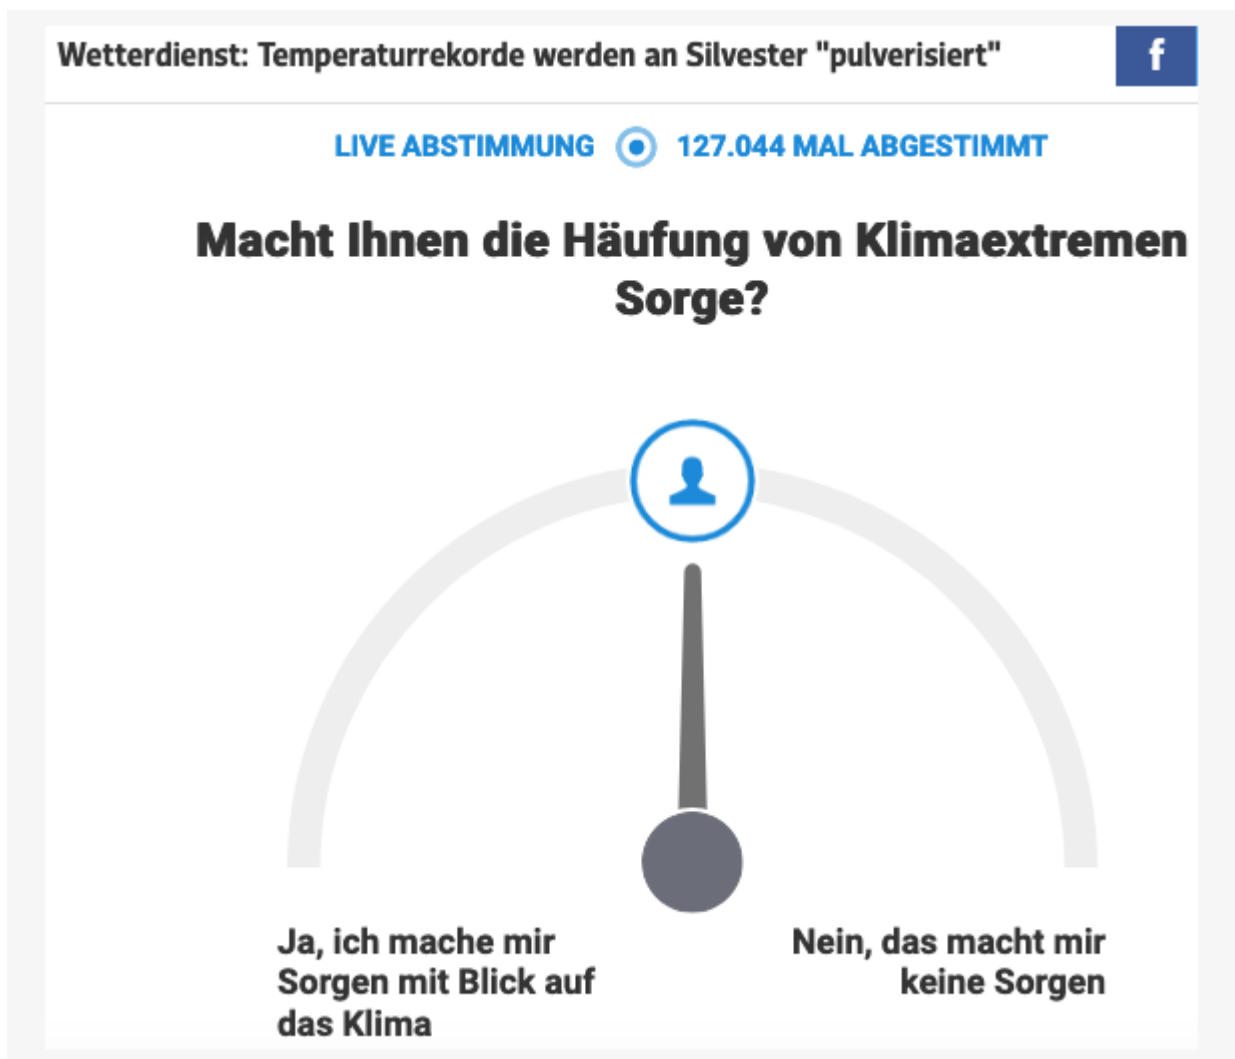 Wetterdienst: Temperaturrekorde werden an Silvester "pulverisiert"
f
LIVE ABSTIMMUNG 127.044 MAL ABGESTIMMT
Macht Ihnen die Häufung von Klimaextremen
Sorge?
Ja, ich mache mir
Sorgen mit Blick auf
das Klima
Nein, das macht mir
keine Sorgen